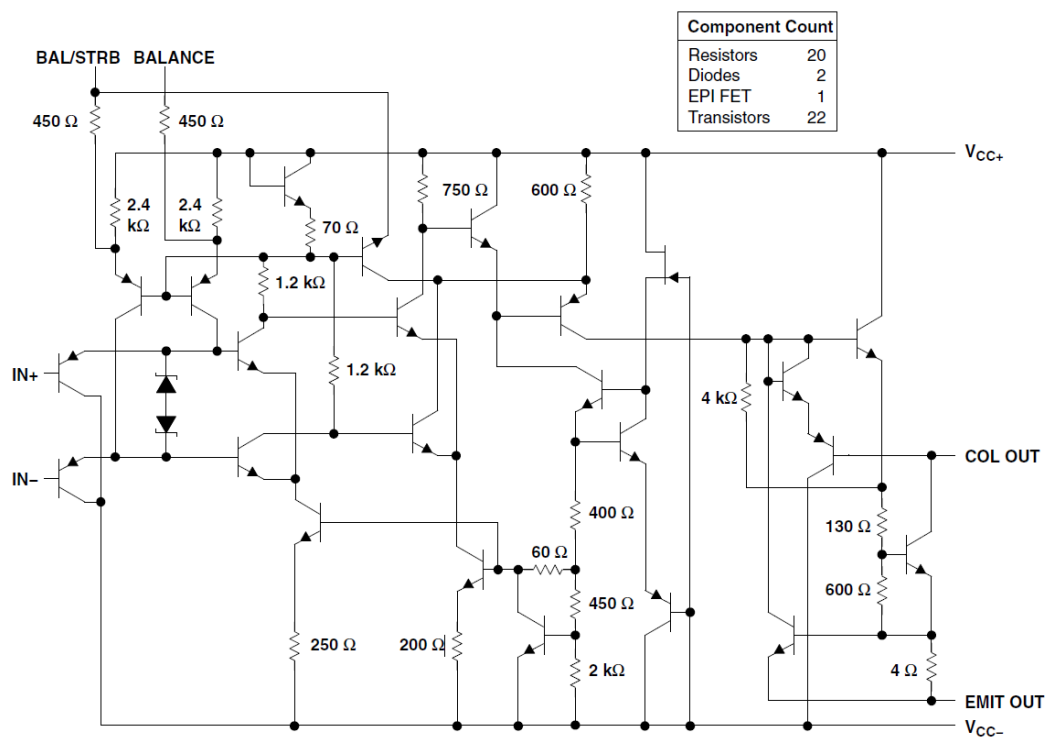 Component Count
Resistors 20
Diodes 2
EPI FET 1
Transistors 22
BAL/STRB BALANCE
450 Ω 450 Ω
VCC+
2.4 kΩ
2.4 kΩ
70 Ω
750 Ω 600 Ω
1.2 kΩ
IN+
1.2 kΩ
4 kΩ
COL OUT
IN−
400 Ω
130 Ω
60 Ω
450 Ω
600 Ω
250 Ω
200 Ω
2 kΩ
4 Ω
EMIT OUT
VCC−